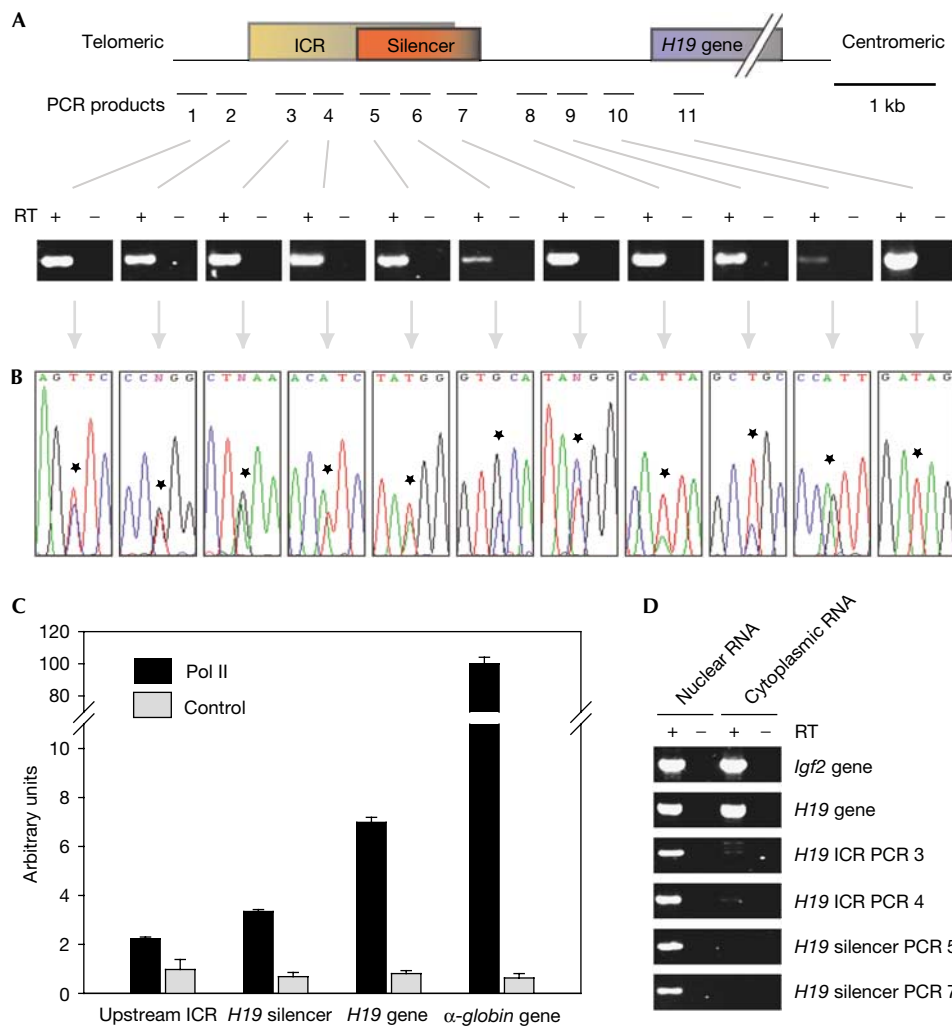 A
Telomeric ICR Silencer H19 gene Centromeric
PCR products 1 2 3 4 5 6 7 8 9 10 11 1 kb
RT + – + – + – + – + – + – + – + – + – + – + –
B
AGTTC CCNGG CTNAA ACATC TATGG GTGCA TANGG CATTA GCTGC CCATT GATAG
C
120
100
80
10
8
6
4
2
0
Arbitrary units
Pol II
Control
Upstream ICR H19 silencer H19 gene α-globin gene
D
Nuclear RNA
Cytoplasmic RNA
+ – + – RT
Igf2 gene
H19 gene
H19 ICR PCR 3
H19 ICR PCR 4
H19 silencer PCR 5
H19 silencer PCR 7